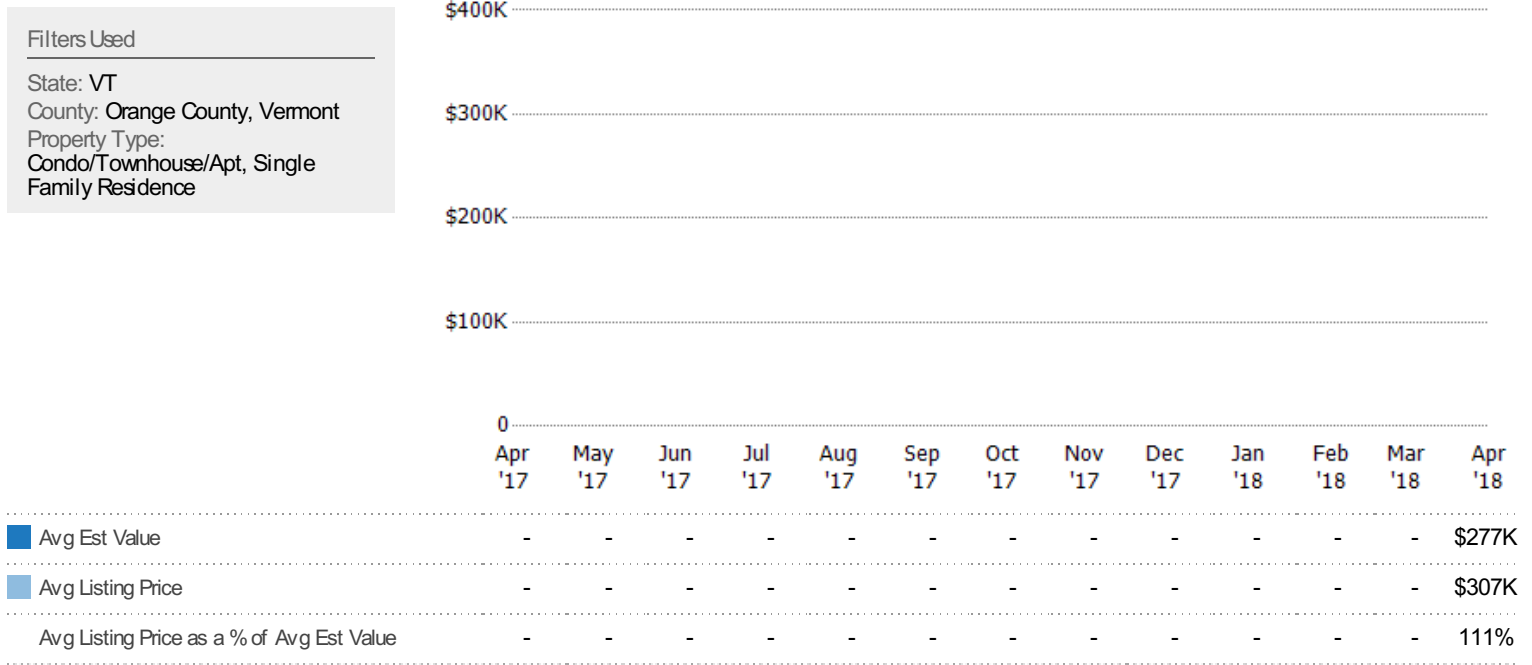 Filters Used
State: VT
County: Orange County, Vermont
Property Type:
Condo/Townhouse/Apt, Single
Family Residence
$400K
$300K
$200K
$100K
0
Apr May Jun Jul Aug Sep Oct Nov Dec Jan Feb Mar Apr
'17 '17 '17 '17 '17 '17 '17 '17 '17 '18 '18 '18 '18
Avg Est Value - - - - - - - - - - - - $277K
Avg Listing Price - - - - - - - - - - - - $307K
Avg Listing Price as a % of Avg Est Value - - - - - - - - - - - - 111%